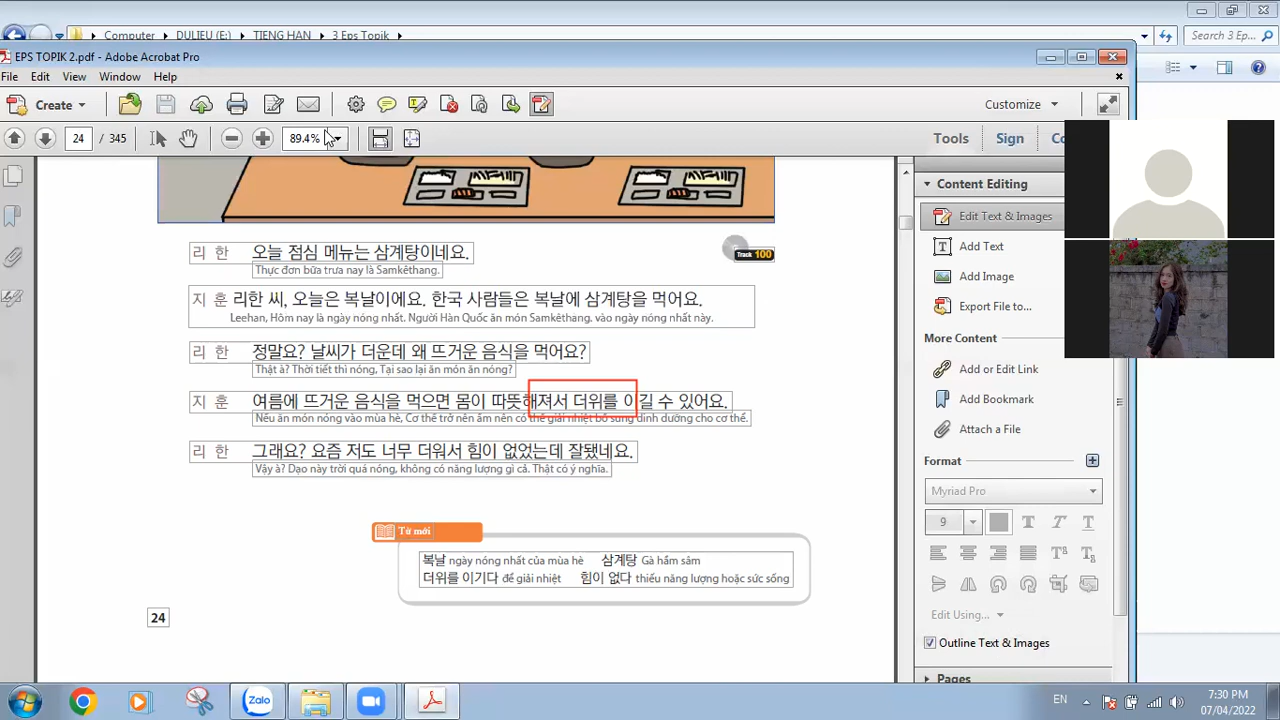 Computer ▸ DULIEU (E:) ▸ TIENG HAN ▸ 3 Eps Topik ▸
Search 3 Eps...
EPS TOPIK 2.pdf - Adobe Acrobat Pro
File Edit View Window Help
Create Customize
24 / 345 89.4% Tools Sign Co
Content Editing
Edit Text & Images
Add Text
Add Image
Export File to...
More Content
Add or Edit Link
Add Bookmark
Attach a File
Format
Myriad Pro
9
Edit Using...
Outline Text & Images
Pages
Track 100
리 한 오늘 점심 메뉴는 삼계탕이네요.
Thực đơn bữa trưa nay là Samkêthang.
지 훈 리한 씨, 오늘은 복날이에요. 한국 사람들은 복날에 삼계탕을 먹어요.
Leehan, Hôm nay là ngày nóng nhất. Người Hàn Quốc ăn món Samkêthang. vào ngày nóng nhất này.
리 한 정말요? 날씨가 더운데 왜 뜨거운 음식을 먹어요?
Thật à? Thời tiết thì nóng, Tại sao lại ăn món ăn nóng?
지 훈 여름에 뜨거운 음식을 먹으면 몸이 따뜻해져서 더위를 이길 수 있어요.
Nếu ăn món nóng vào mùa hè, Cơ thể trở nên ấm nên có thể giải nhiệt bổ sung dinh dưỡng cho cơ thể.
리 한 그래요? 요즘 저도 너무 더워서 힘이 없었는데 잘됐네요.
Vậy à? Dạo này trời quá nóng, không có năng lượng gì cả. Thật có ý nghĩa.
Từ mới
복날 ngày nóng nhất của mùa hè 삼계탕 Gà hầm sâm
더위를 이기다 để giải nhiệt 힘이 없다 thiếu năng lượng hoặc sức sống
24
Zalo
EN
7:30 PM
07/04/2022